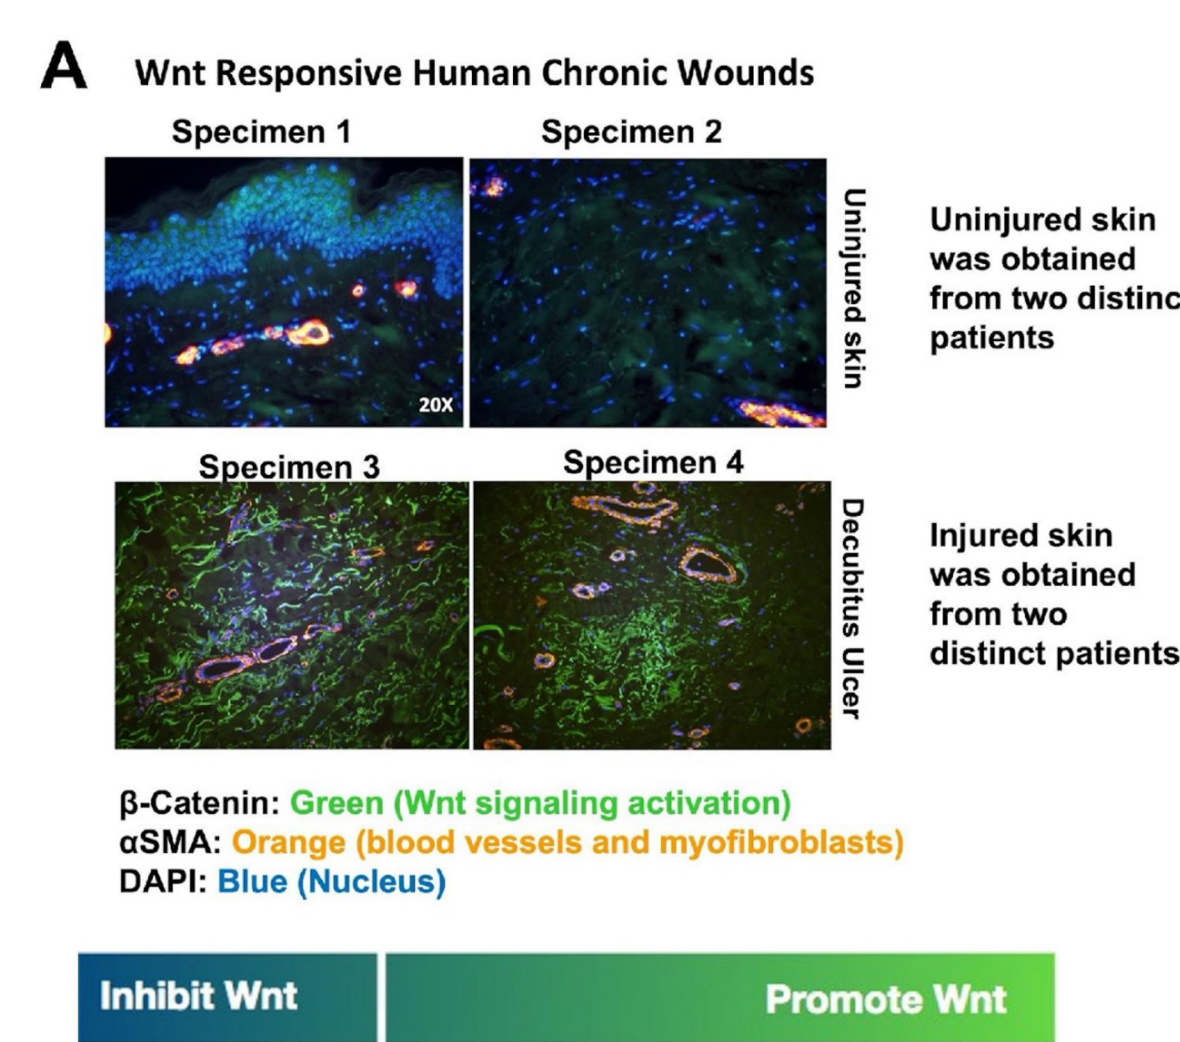 A
Wnt Responsive Human Chronic Wounds
Specimen 1
Specimen 2
20X
Uninjured skin
Uninjured skin
was obtained
from two distinc
patients
Specimen 3
Specimen 4
Decubitus Ulcer
Injured skin
was obtained
from two
distinct patients
β-Catenin: Green (Wnt signaling activation)
αSMA: Orange (blood vessels and myofibroblasts)
DAPI: Blue (Nucleus)
Inhibit Wnt
Promote Wnt